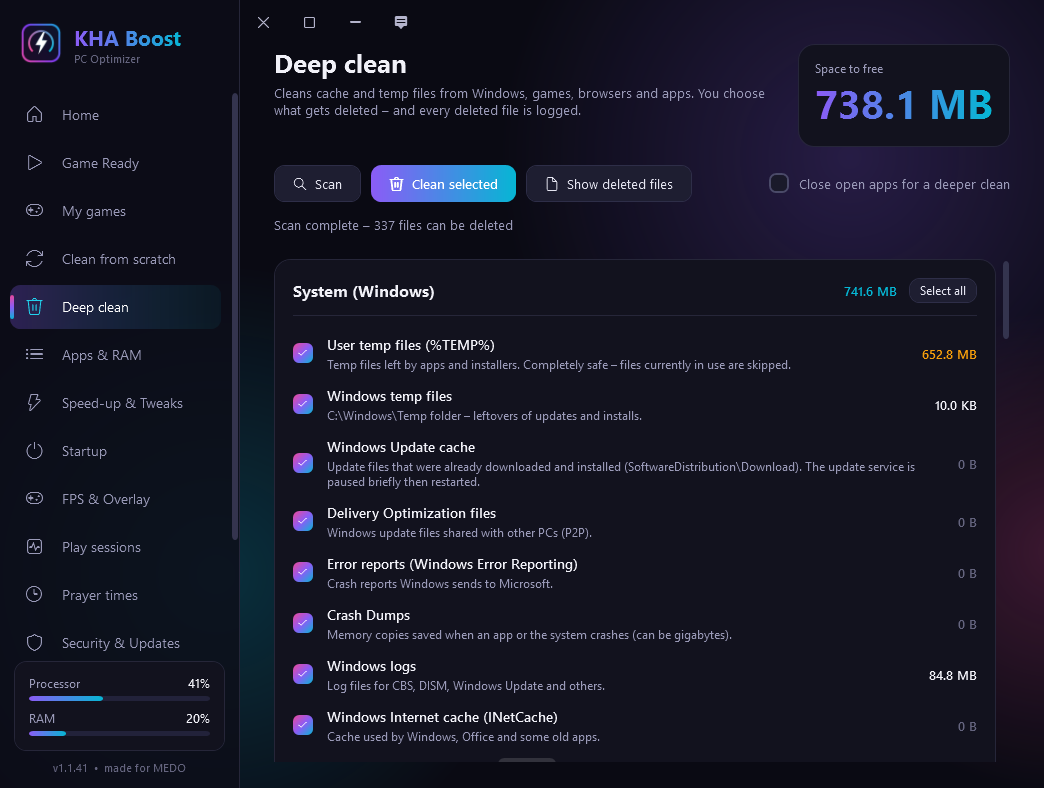 KHA Boost
PC Optimizer
Home
Game Ready
My games
Clean from scratch
Deep clean
Apps & RAM
Speed-up & Tweaks
Startup
FPS & Overlay
Play sessions
Prayer times
Security & Updates
Processor 41%
RAM 20%
v1.1.41 • made for MEDO
Deep clean
Cleans cache and temp files from Windows, games, browsers and apps. You choose
what gets deleted – and every deleted file is logged.
Space to free
738.1 MB
Scan
Clean selected
Show deleted files
Close open apps for a deeper clean
Scan complete – 337 files can be deleted
System (Windows) 741.6 MB Select all
User temp files (%TEMP%)
Temp files left by apps and installers. Completely safe – files currently in use are skipped.
652.8 MB
Windows temp files
C:\Windows\Temp folder – leftovers of updates and installs.
10.0 KB
Windows Update cache
Update files that were already downloaded and installed (SoftwareDistribution\Download). The update service is
paused briefly then restarted.
0 B
Delivery Optimization files
Windows update files shared with other PCs (P2P).
0 B
Error reports (Windows Error Reporting)
Crash reports Windows sends to Microsoft.
0 B
Crash Dumps
Memory copies saved when an app or the system crashes (can be gigabytes).
0 B
Windows logs
Log files for CBS, DISM, Windows Update and others.
84.8 MB
Windows Internet cache (INetCache)
Cache used by Windows, Office and some old apps.
0 B